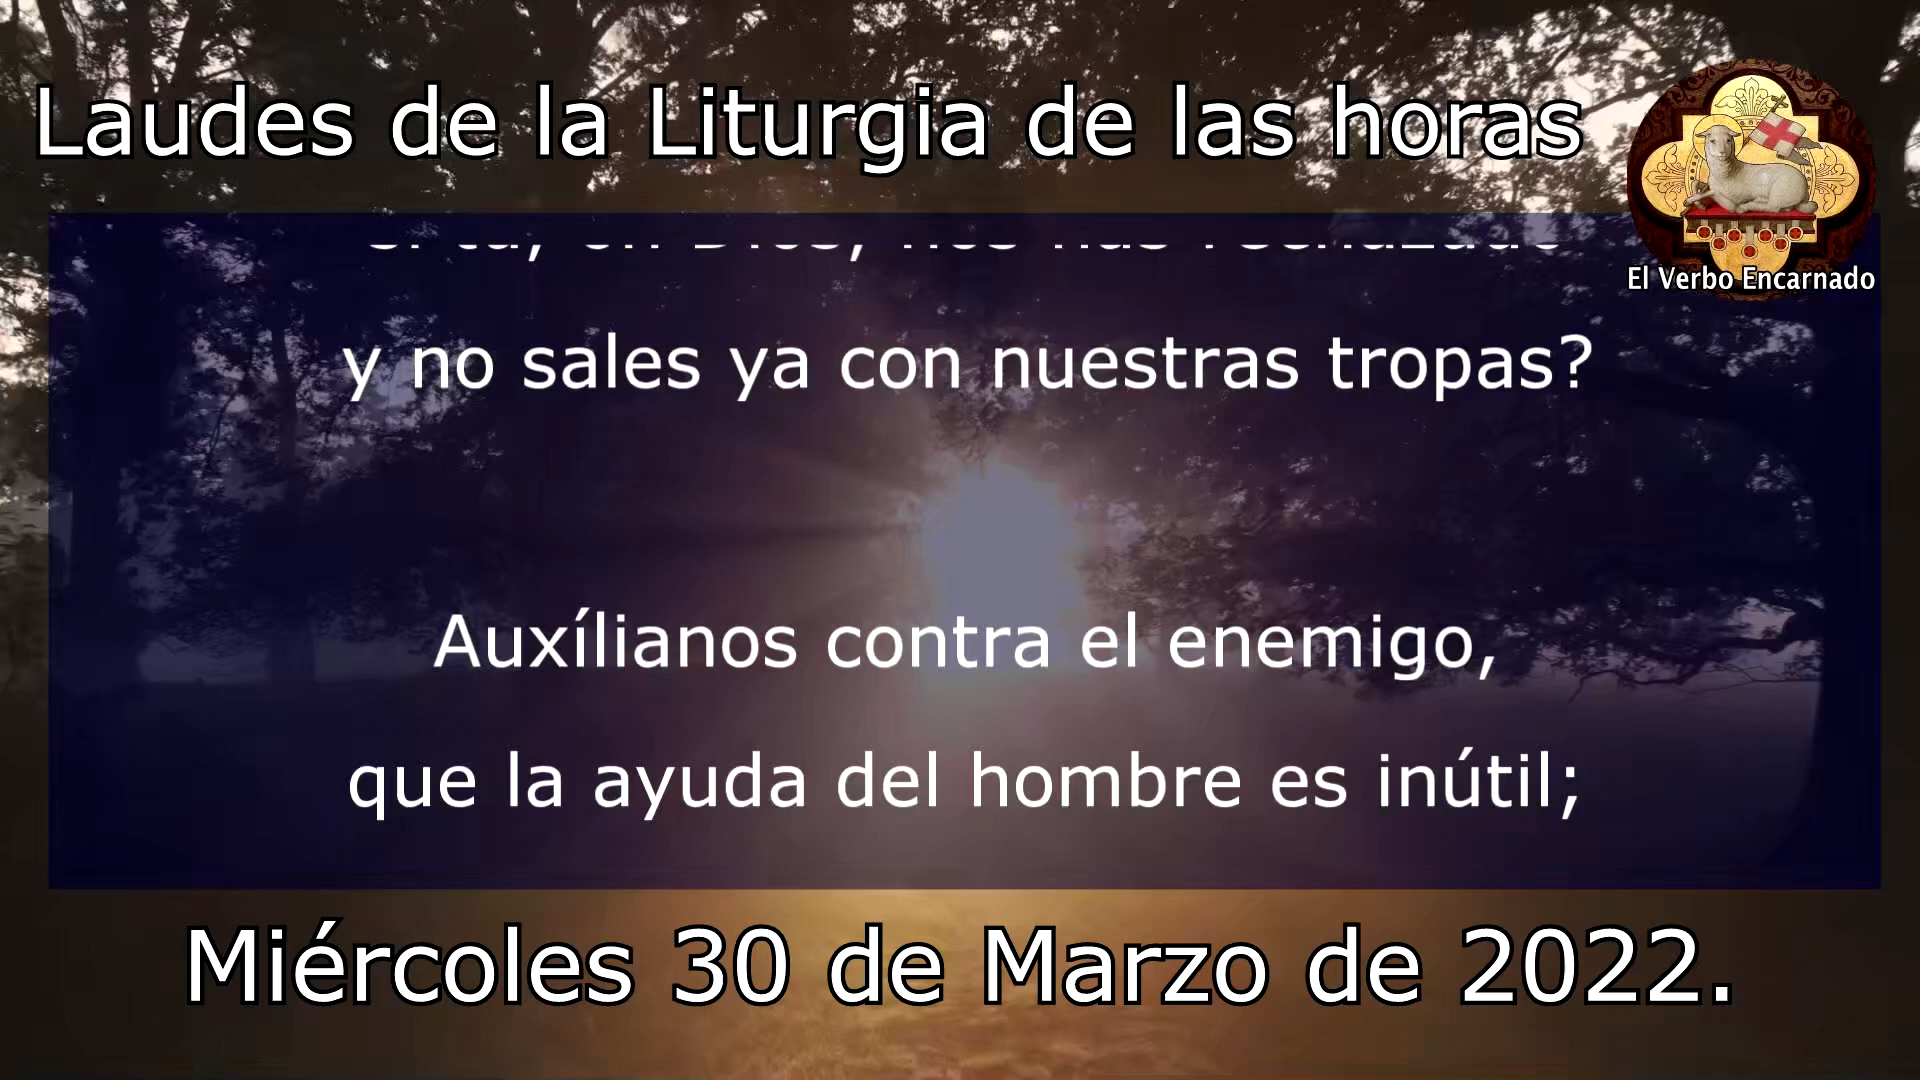 Laudes de la Liturgia de las horas
El Verbo Encarnado
y no sales ya con nuestras tropas?
Auxílianos contra el enemigo,
que la ayuda del hombre es inútil;
Miércoles 30 de Marzo de 2022.